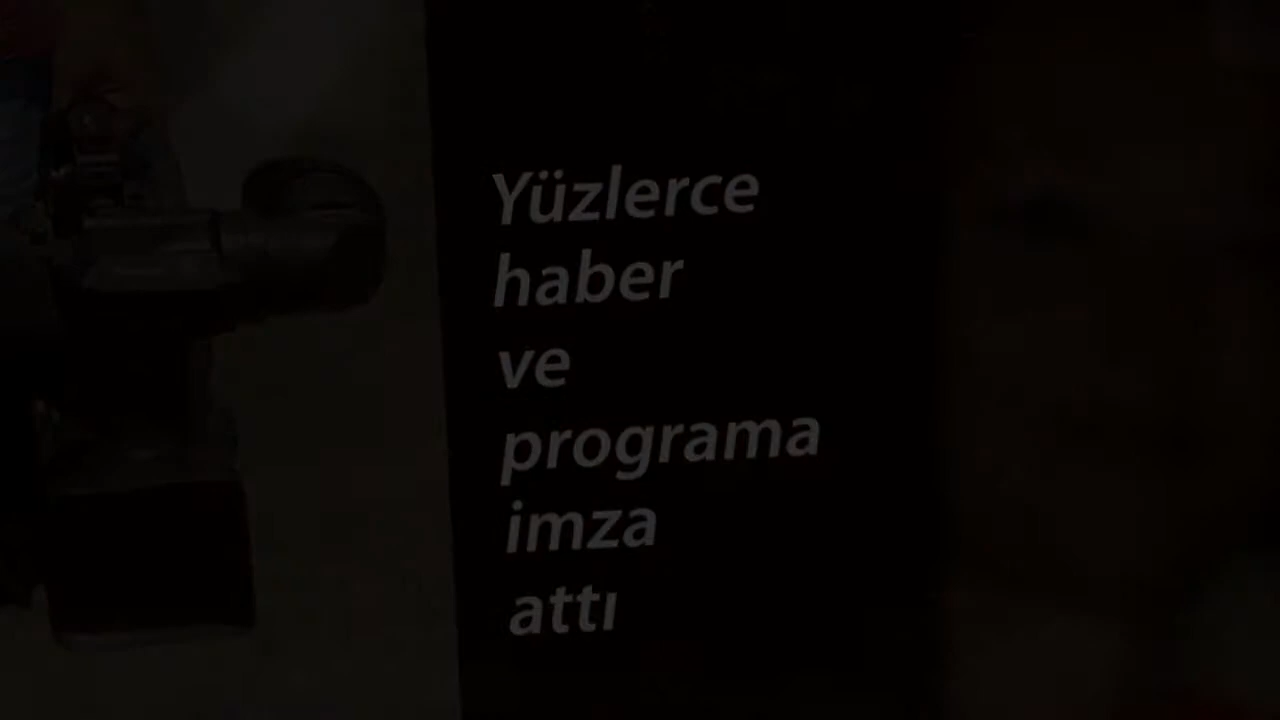 Yüzlerce
haber
ve
programa
imza
attı